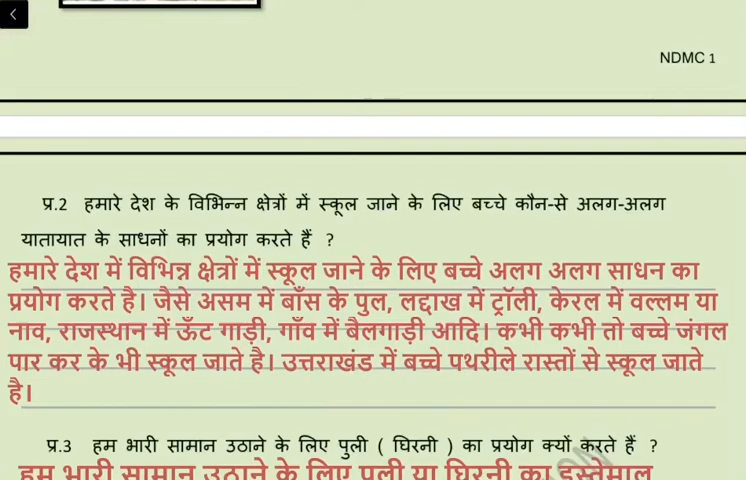 NDMC 1
प्र.2 हमारे देश के विभिन्न क्षेत्रों में स्कूल जाने के लिए बच्चे कौन-से अलग-अलग
यातायात के साधनों का प्रयोग करते हैं ?
हमारे देश में विभिन्न क्षेत्रों में स्कूल जाने के लिए बच्चे अलग अलग साधन का
प्रयोग करते है। जैसे असम में बाँस के पुल, लद्दाख में ट्रॉली, केरल में वल्लम या
नाव, राजस्थान में ऊँट गाड़ी, गाँव में बैलगाड़ी आदि। कभी कभी तो बच्चे जंगल
पार कर के भी स्कूल जाते है। उत्तराखंड में बच्चे पथरीले रास्तों से स्कूल जाते
है।
प्र.3 हम भारी सामान उठाने के लिए पुली ( घिरनी ) का प्रयोग क्यों करते हैं ?
हम भारी सामान उठाने के लिए पुली या घिरनी का इस्तेमाल